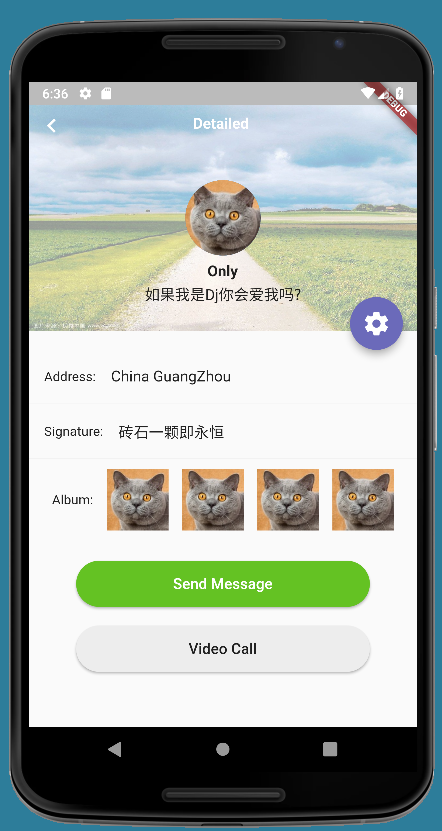 6:36
DEBUG
Detailed
Only
如果我是Dj你会爱我吗?
Address: China GuangZhou
Signature: 砖石一颗即永恒
Album:
Send Message
Video Call